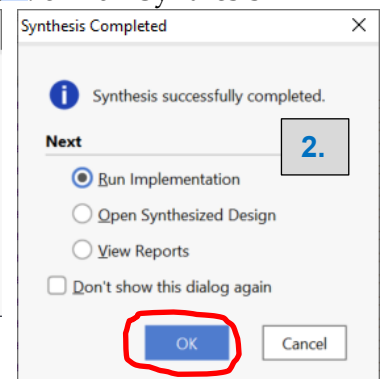 Synthesis Completed
Synthesis successfully completed.
Next
2.
Run Implementation
Open Synthesized Design
View Reports
Don't show this dialog again
OK
Cancel